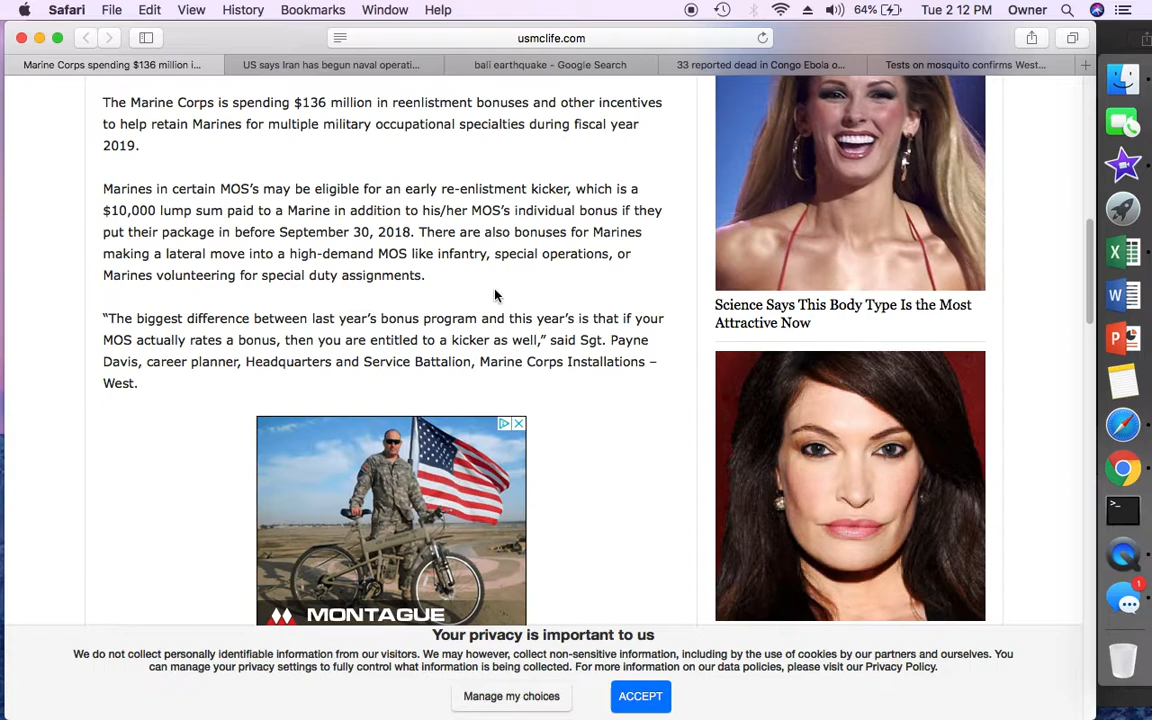 Safari File Edit View History Bookmarks Window Help 64% Tue 2 12 PM Owner
usmclife.com
Marine Corps spending $136 million i... US says Iran has begun naval operati... bali earthquake - Google Search 33 reported dead in Congo Ebola o... Tests on mosquito confirms West...
The Marine Corps is spending $136 million in reenlistment bonuses and other incentives
to help retain Marines for multiple military occupational specialties during fiscal year
2019.
Marines in certain MOS’s may be eligible for an early re-enlistment kicker, which is a
$10,000 lump sum paid to a Marine in addition to his/her MOS’s individual bonus if they
put their package in before September 30, 2018. There are also bonuses for Marines
making a lateral move into a high-demand MOS like infantry, special operations, or
Marines volunteering for special duty assignments.
“The biggest difference between last year’s bonus program and this year’s is that if your
MOS actually rates a bonus, then you are entitled to a kicker as well,” said Sgt. Payne
Davis, career planner, Headquarters and Service Battalion, Marine Corps Installations –
West.
MONTAGUE
Science Says This Body Type Is the Most
Attractive Now
Your privacy is important to us
We do not collect personally identifiable information from our visitors. We may however, collect non-sensitive information, including by the use of cookies by our partners and ourselves. You
can manage your privacy settings to fully control what information is being collected. For more information on our data policies, please visit our Privacy Policy.
Manage my choices ACCEPT
1